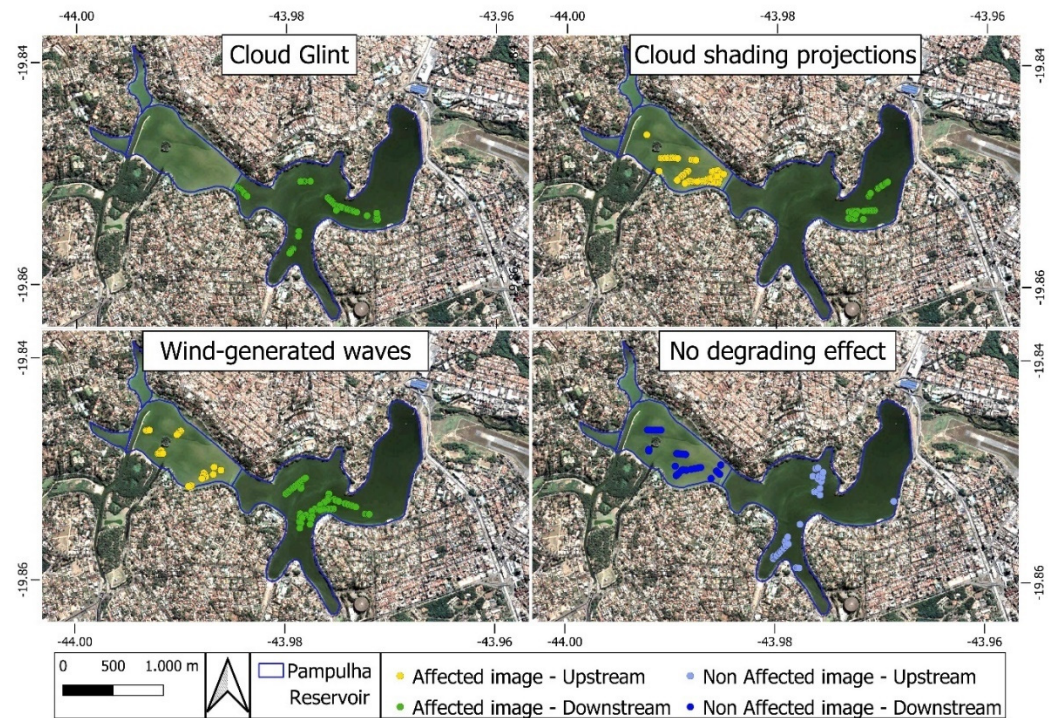 -44.00 -43.98 -43.96 -44.00 -43.98 -43.96
Cloud Glint
Cloud shading projections
-19.84
-19.84
-19.86
-19.86
Wind-generated waves
No degrading effect
-19.84
-19.84
-19.86
-19.86
-44.00 -43.98 -43.96 -44.00 -43.98 -43.96
0 500 1.000 m
Pampulha
Reservoir
Affected image - Upstream
Affected image - Downstream
Non Affected image - Upstream
Non Affected image - Downstream